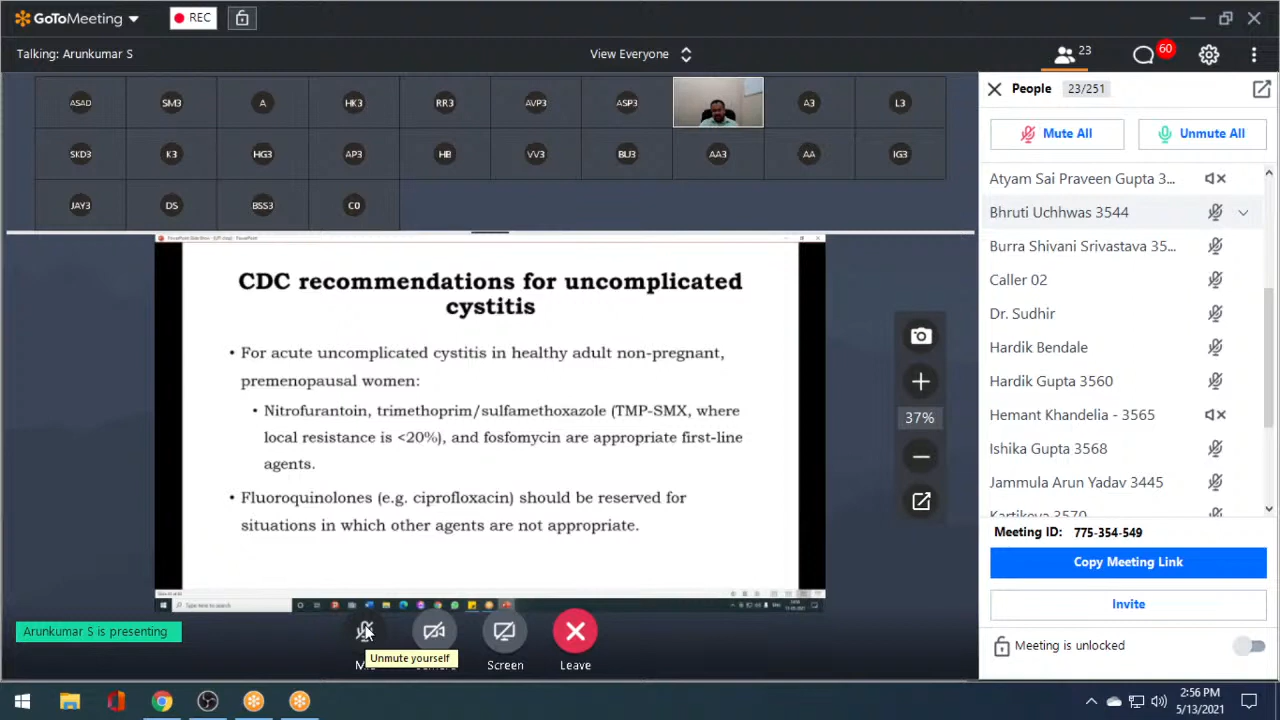 GoToMeeting
REC
Talking: Arunkumar S
View Everyone
23
60
ASAD
SM3
A
HK3
RR3
AVP3
ASP3
A3
L3
SKD3
K3
HG3
AP3
HB
VV3
BU3
AA3
AA
IG3
JAY3
DS
BSS3
C0
CDC recommendations for uncomplicated
cystitis
• For acute uncomplicated cystitis in healthy adult non-pregnant,
premenopausal women:
• Nitrofurantoin, trimethoprim/sulfamethoxazole (TMP-SMX, where
local resistance is <20%), and fosfomycin are appropriate first-line
agents.
• Fluoroquinolones (e.g. ciprofloxacin) should be reserved for
situations in which other agents are not appropriate.
Type here to search
37%
Arunkumar S is presenting
Unmute yourself
Screen
Leave
People
23/251
Mute All
Unmute All
Atyam Sai Praveen Gupta 3...
Bhruti Uchhwas 3544
Burra Shivani Srivastava 35...
Caller 02
Dr. Sudhir
Hardik Bendale
Hardik Gupta 3560
Hemant Khandelia - 3565
Ishika Gupta 3568
Jammula Arun Yadav 3445
Kartikeya 3570
Meeting ID: 775-354-549
Copy Meeting Link
Invite
Meeting is unlocked
2:56 PM
5/13/2021